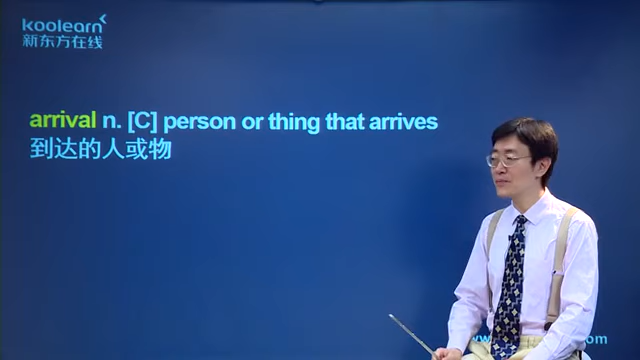 koolearn
新东方在线
arrival n. [C] person or thing that arrives
到达的人或物